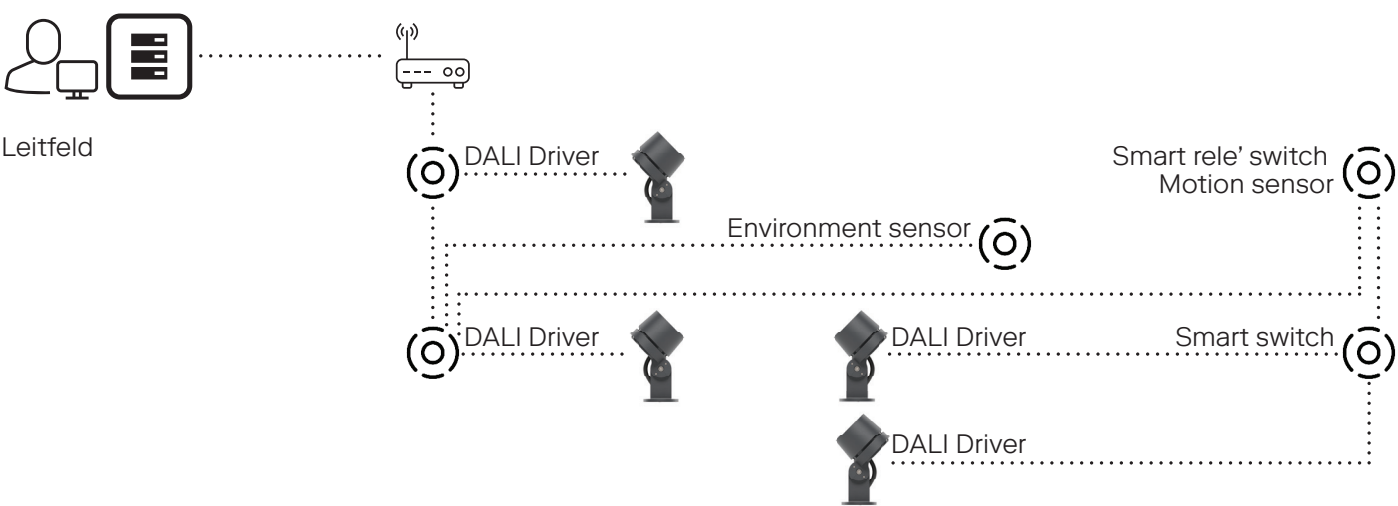 Leitfeld
DALI Driver
Smart rele' switch
Motion sensor
Environment sensor
DALI Driver
DALI Driver
Smart switch
DALI Driver